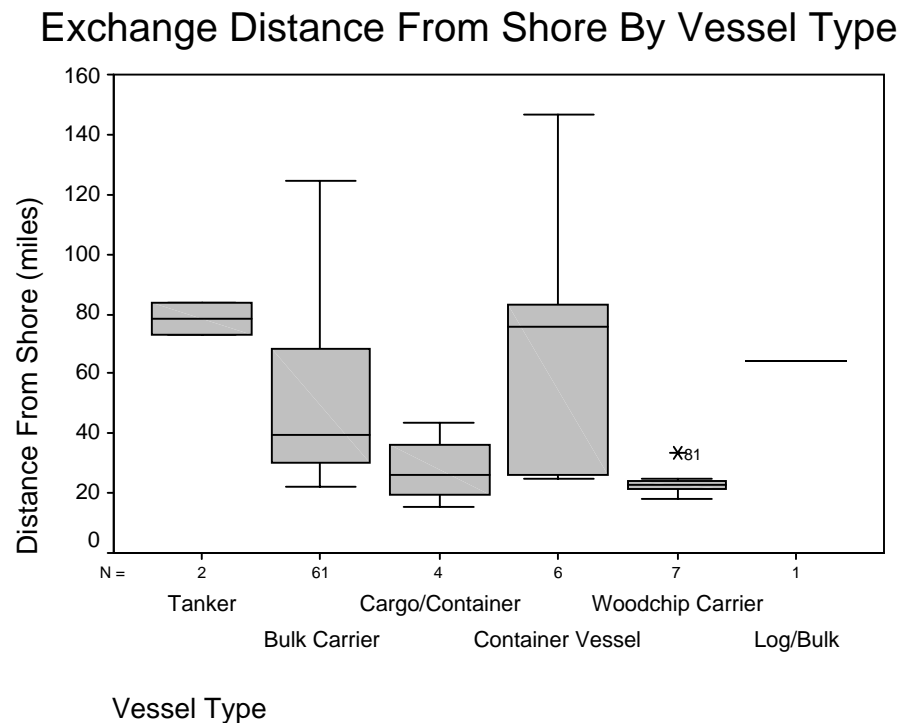 Exchange Distance From Shore By Vessel Type
Distance From Shore (miles)
160
140
120
100
80
60
40
20
0
81
N = 2 61 4 6 7 1
Tanker Cargo/Container Woodchip Carrier
Bulk Carrier Container Vessel Log/Bulk
Vessel Type